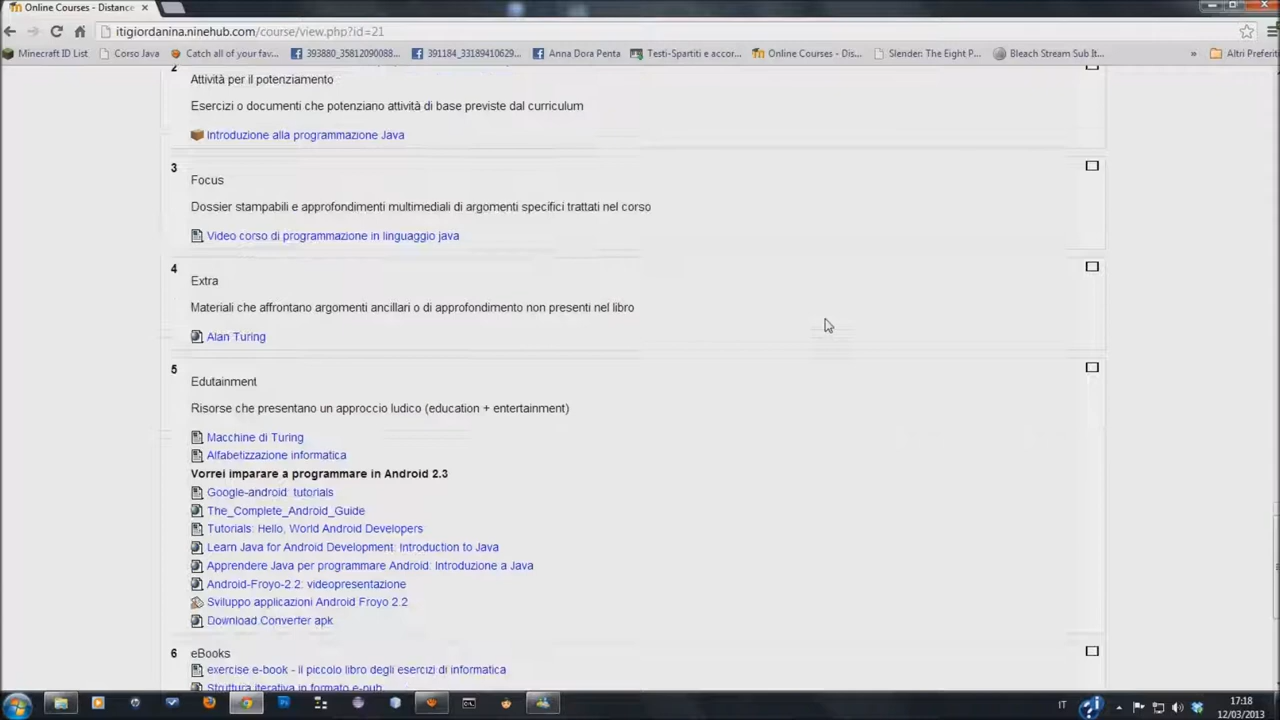 Online Courses - Distance
itigiordanina.ninehub.com/course/view.php?id=21
Minecraft ID List
Corso Java
Catch all of your fav...
393880_35812090088...
391184_33189410629...
Anna Dora Penta
Testi-Spartiti e accor...
Online Courses - Dis...
Slender: The Eight P...
Bleach Stream Sub It...
»
Altri Preferiti
2
Attività per il potenziamento
Esercizi o documenti che potenziano attività di base previste dal curriculum
Introduzione alla programmazione Java
3
Focus
Dossier stampabili e approfondimenti multimediali di argomenti specifici trattati nel corso
Video corso di programmazione in linguaggio java
4
Extra
Materiali che affrontano argomenti ancillari o di approfondimento non presenti nel libro
Alan Turing
5
Edutainment
Risorse che presentano un approccio ludico (education + entertainment)
Macchine di Turing
Alfabetizzazione informatica
Vorrei imparare a programmare in Android 2.3
Google-android: tutorials
The_Complete_Android_Guide
Tutorials: Hello, World Android Developers
Learn Java for Android Development: Introduction to Java
Apprendere Java per programmare Android: Introduzione a Java
Android-Froyo-2.2: videopresentazione
Sviluppo applicazioni Android Froyo 2.2
Download Converter apk
6 eBooks
exercise e-book - il piccolo libro degli esercizi di informatica
Struttura iterativa in formato e-pub
IT
17:18
12/03/2013